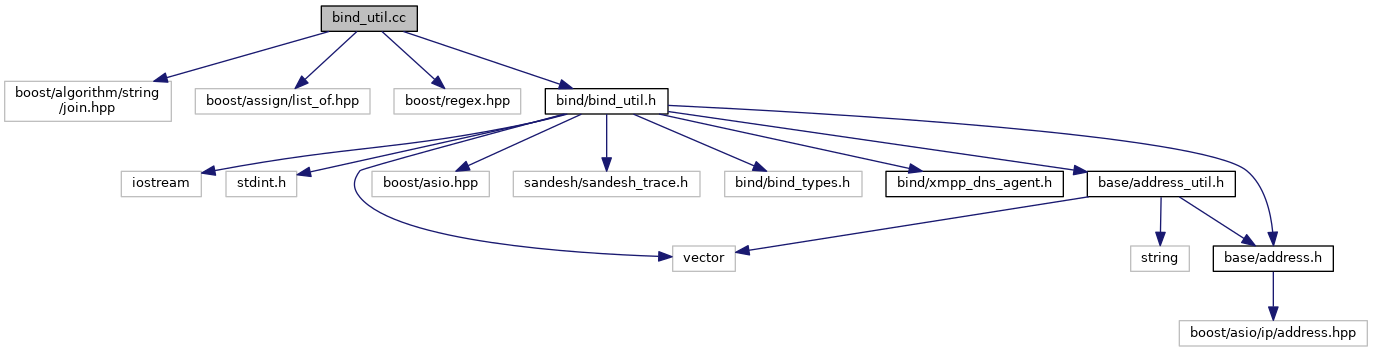 bind_util.cc
boost/algorithm/string
/join.hpp
boost/assign/list_of.hpp
boost/regex.hpp
bind/bind_util.h
iostream
stdint.h
boost/asio.hpp
sandesh/sandesh_trace.h
bind/bind_types.h
bind/xmpp_dns_agent.h
base/address_util.h
vector
string
base/address.h
boost/asio/ip/address.hpp